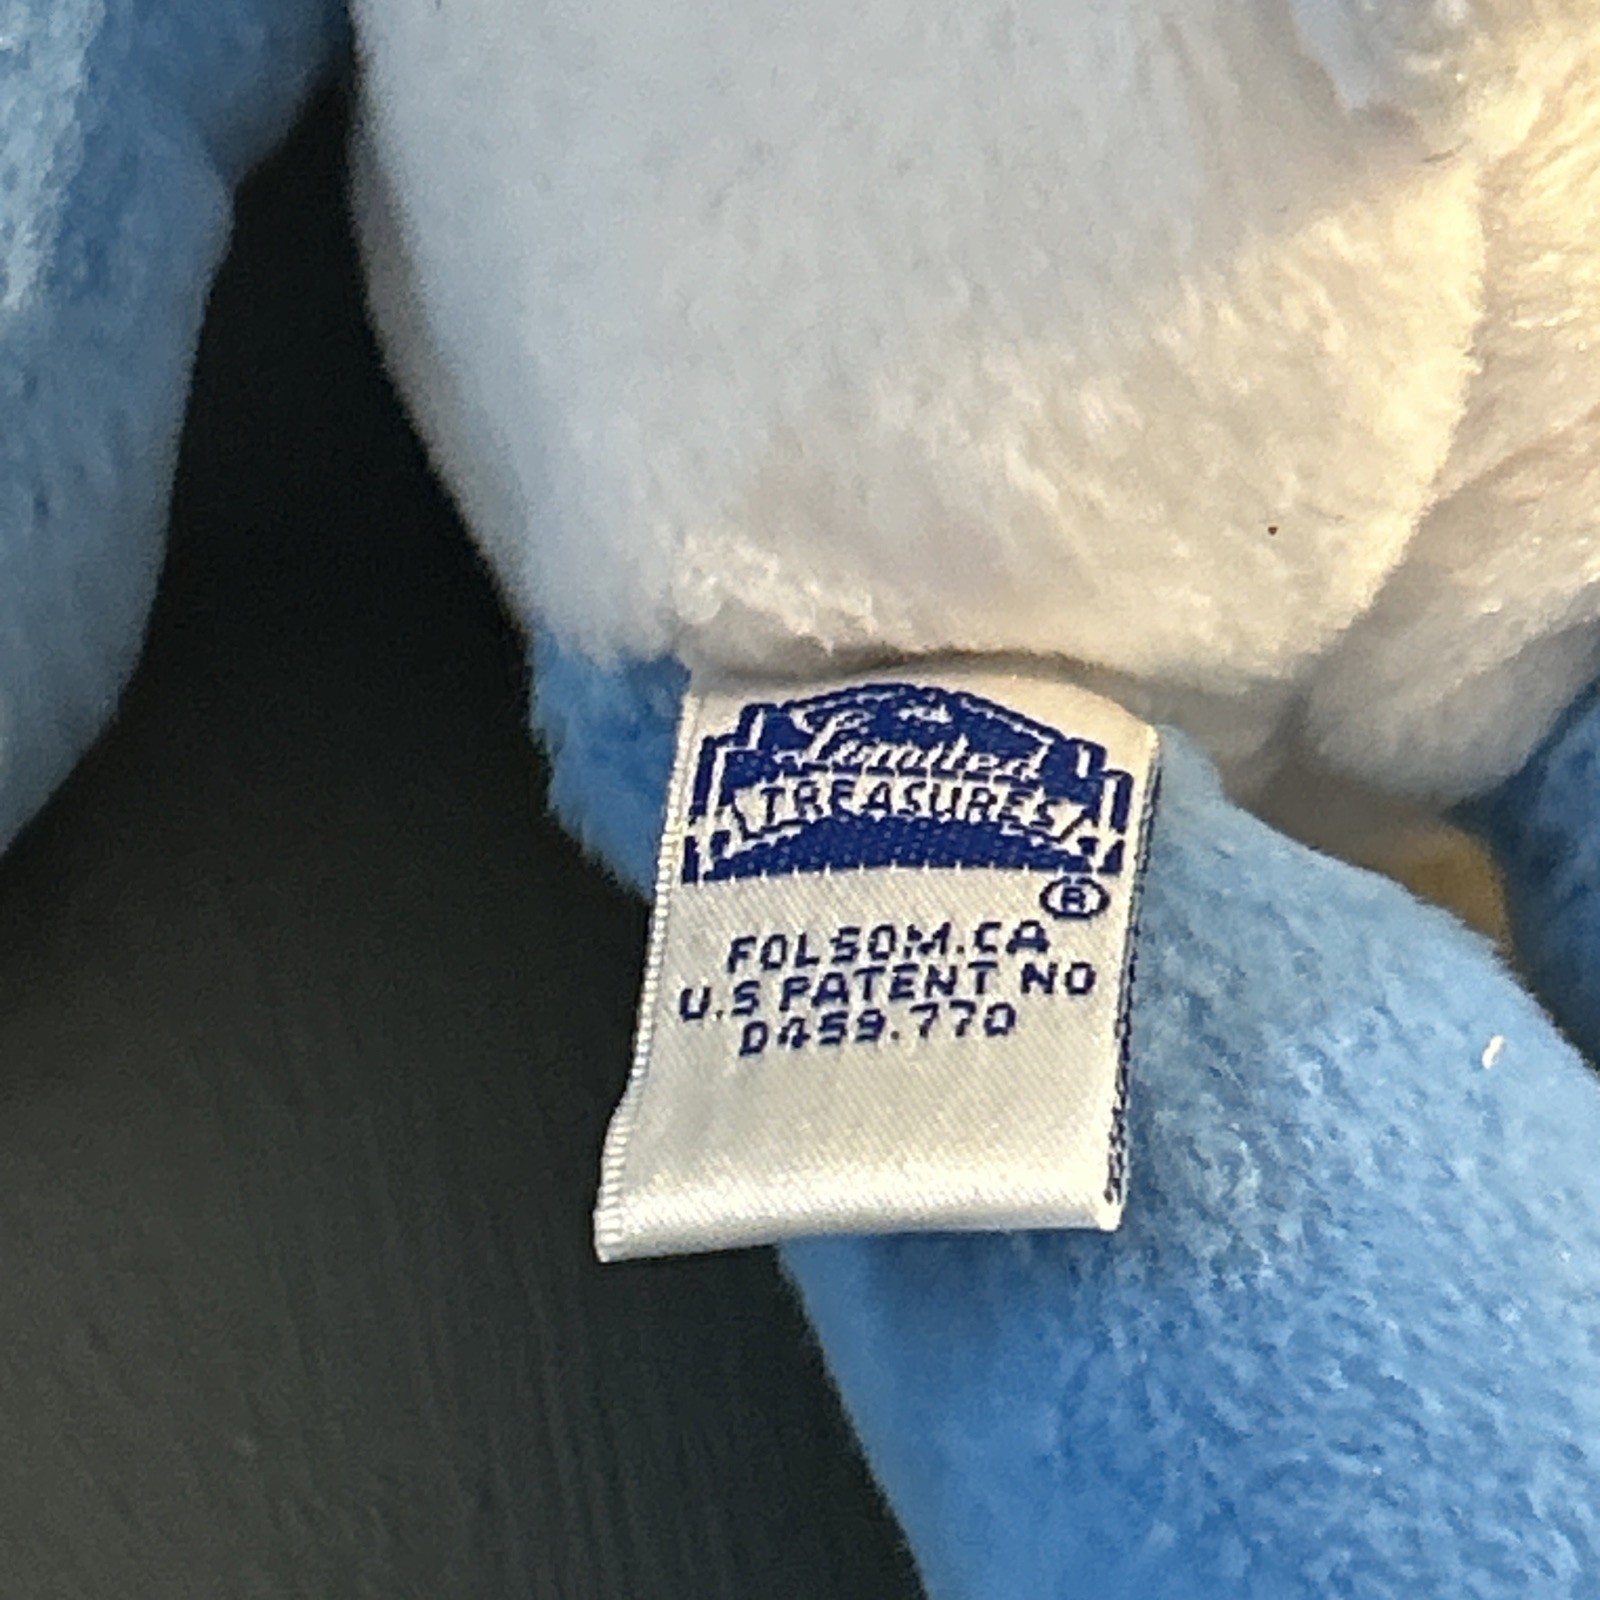 Limited
TREASURES
®
FOLSOM.CA
U.S PATENT NO
D459.770